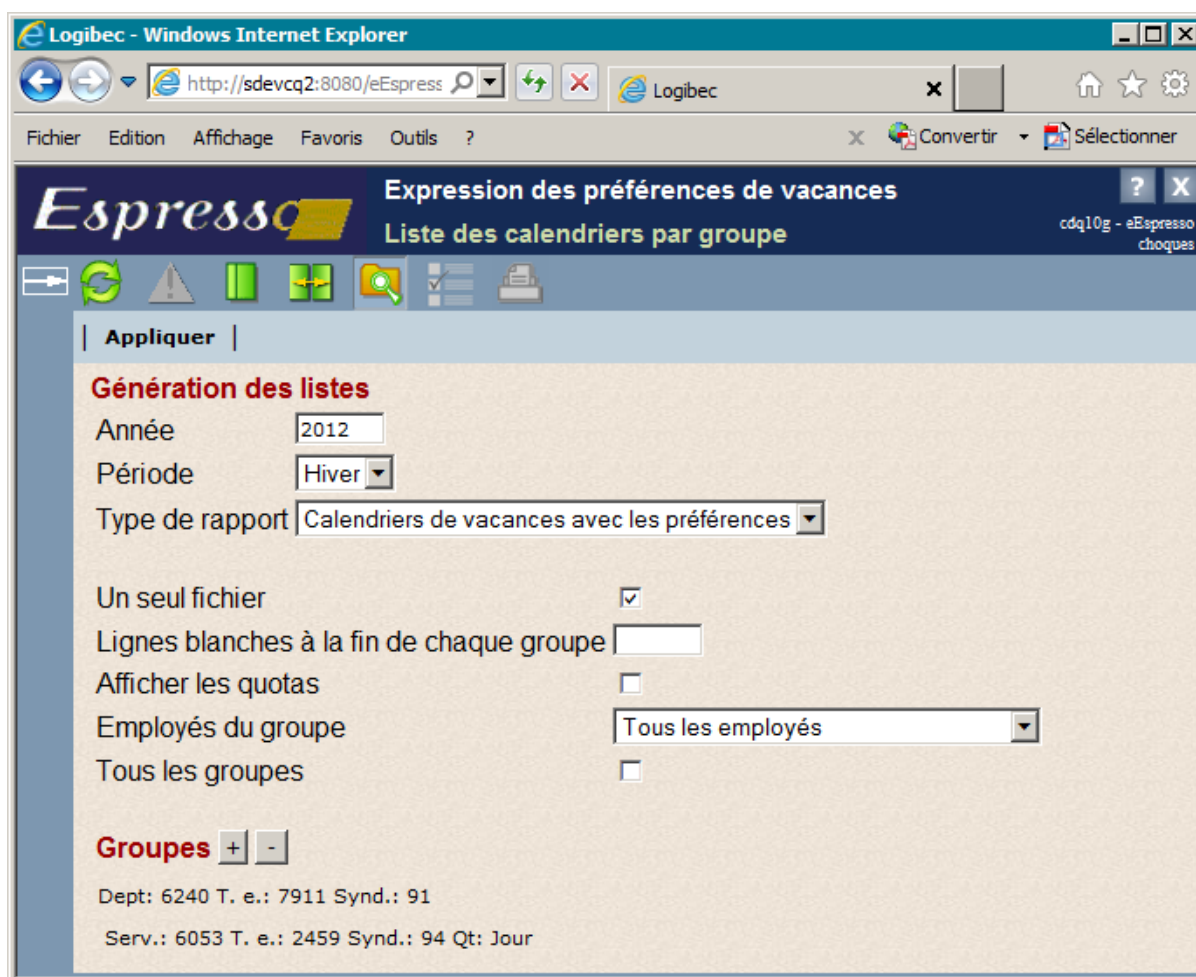 Logibec - Windows Internet Explorer
http://sdevcq2:8080/eEspress
Logibec
Fichier Edition Affichage Favoris Outils ?
Convertir
Sélectionner
Espresso
Expression des préférences de vacances
Liste des calendriers par groupe
? X
cdq10g - eEspresso
choques
| Appliquer |
Génération des listes
Année 2012
Période Hiver
Type de rapport Calendriers de vacances avec les préférences
Un seul fichier
Lignes blanches à la fin de chaque groupe
Afficher les quotas
Employés du groupe Tous les employés
Tous les groupes
Groupes + -
Dept: 6240 T. e.: 7911 Synd.: 91
Serv.: 6053 T. e.: 2459 Synd.: 94 Qt: Jour